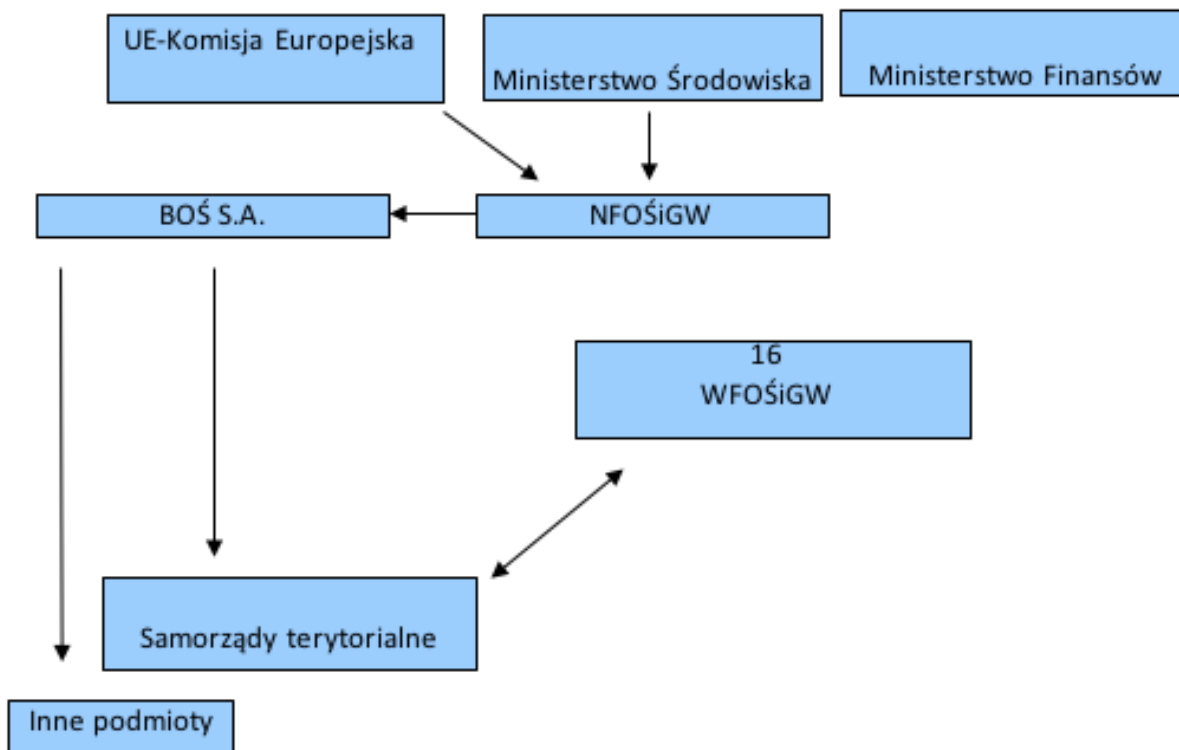 UE-Komisja Europejska
Ministerstwo Środowiska
Ministerstwo Finansów
BOŚ S.A.
NFOŚiGW
16
WFOŚiGW
Samorządy terytorialne
Inne podmioty